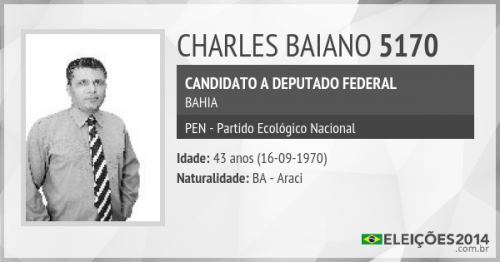 CHARLES BAIANO 5170
CANDIDATO A DEPUTADO FEDERAL
BAHIA
PEN - Partido Ecológico Nacional
Idade: 43 anos (16-09-1970)
Naturalidade: BA - Araci
ELEIÇÕES2014
.com.br